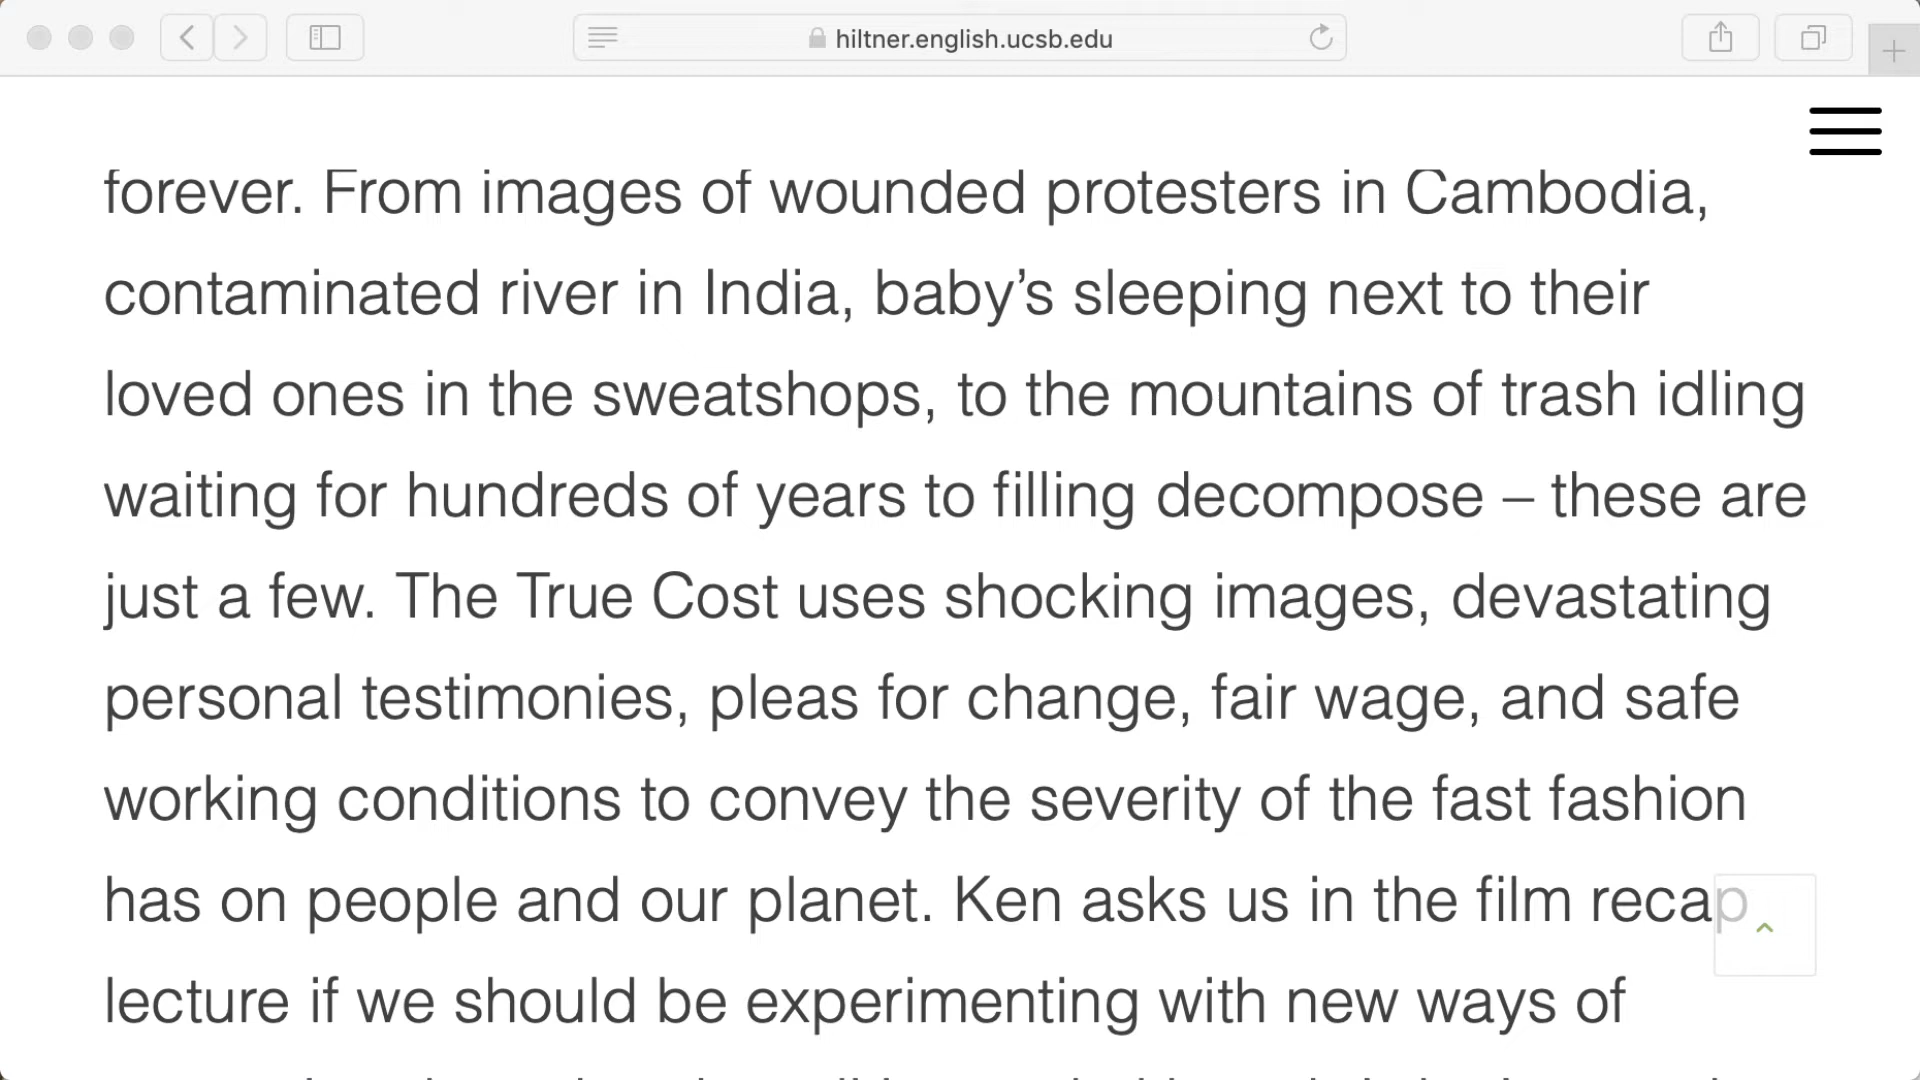 hiltner.english.ucsb.edu
forever. From images of wounded protesters in Cambodia,
contaminated river in India, baby’s sleeping next to their
loved ones in the sweatshops, to the mountains of trash idling
waiting for hundreds of years to filling decompose – these are
just a few. The True Cost uses shocking images, devastating
personal testimonies, pleas for change, fair wage, and safe
working conditions to convey the severity of the fast fashion
has on people and our planet. Ken asks us in the film recap
lecture if we should be experimenting with new ways of